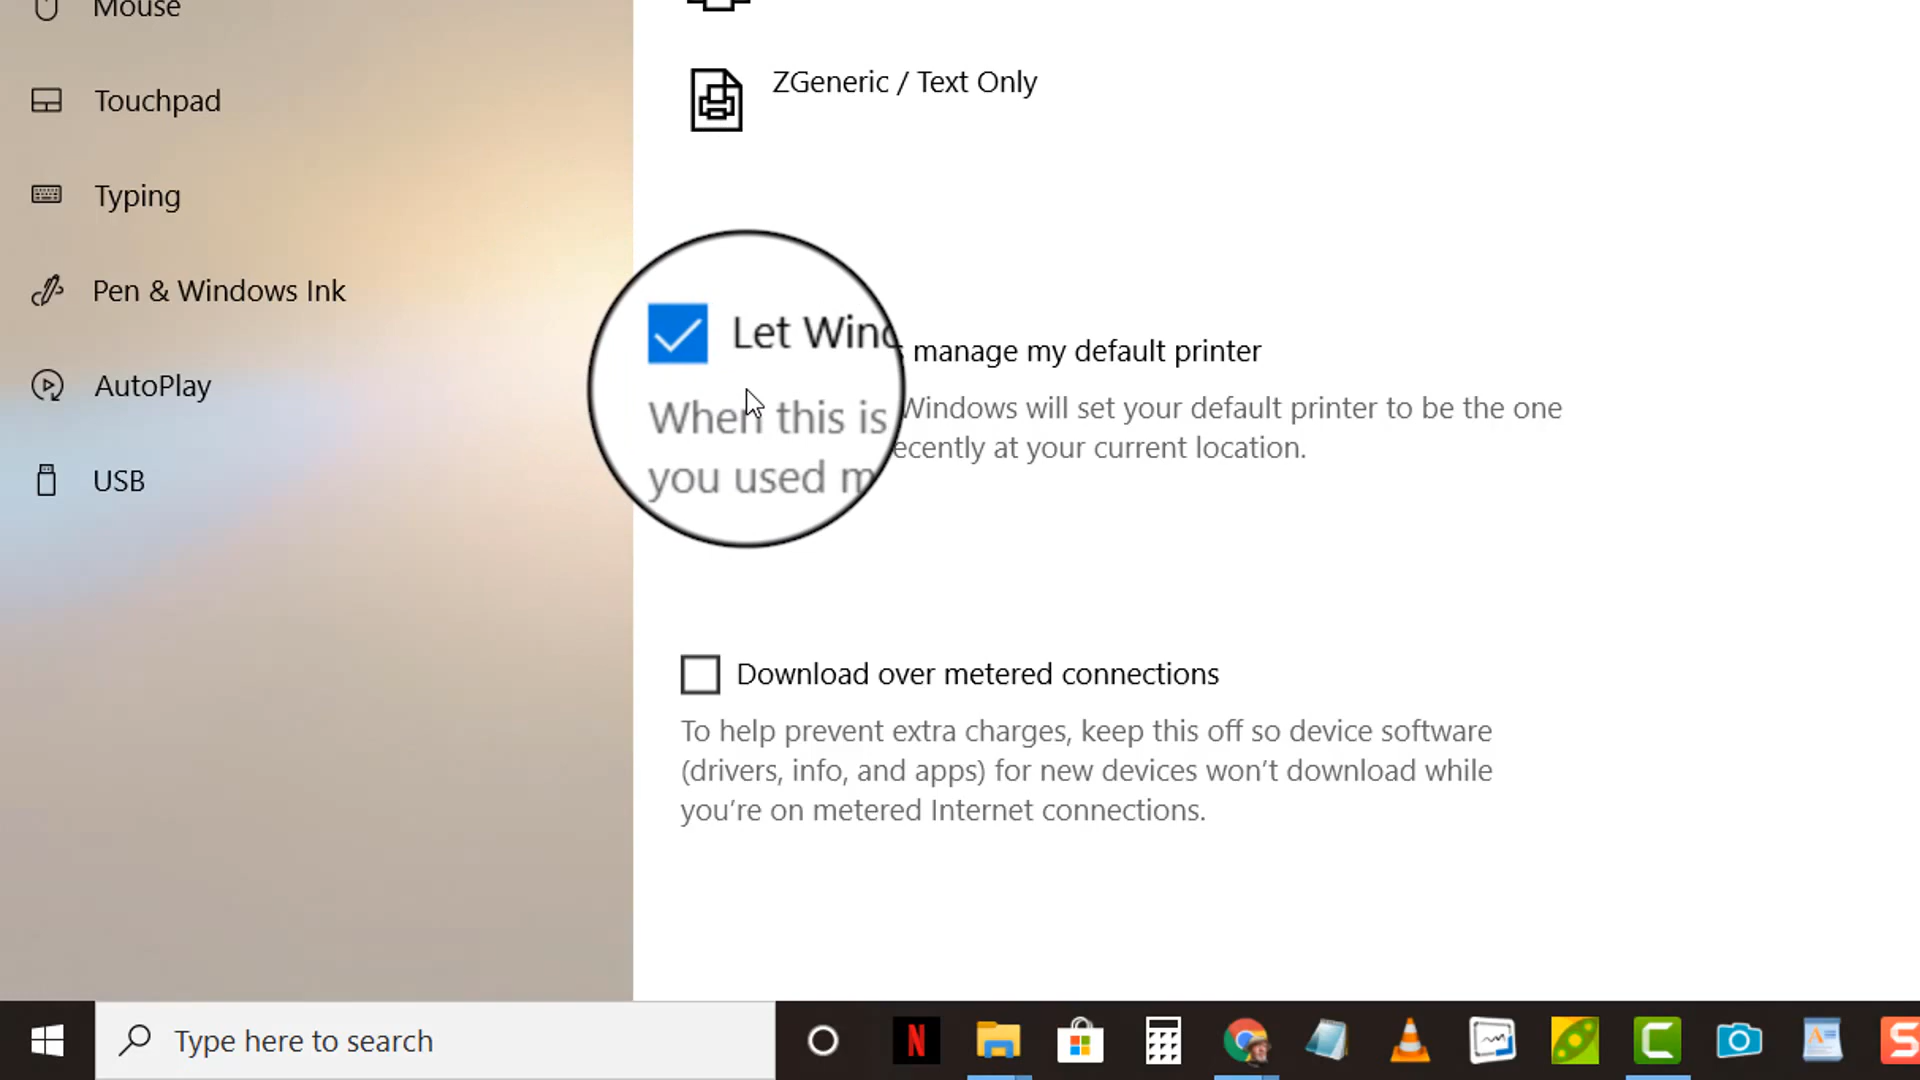 Mouse
Touchpad
Typing
Pen & Windows Ink
AutoPlay
USB
ZGeneric / Text Only
Let Wind s manage my default printer
When this is Windows will set your default printer to be the one
you used m ecently at your current location.
Download over metered connections
To help prevent extra charges, keep this off so device software
(drivers, info, and apps) for new devices won’t download while
you’re on metered Internet connections.
Type here to search
N
C
A
S